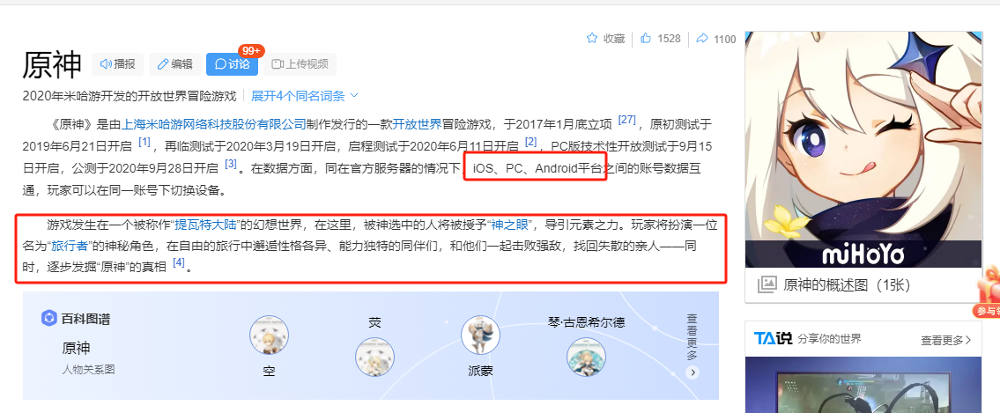 收藏
1528
1100
原神
播报
编辑
讨论
99+
上传视频
2020年米哈游开发的开放世界冒险游戏
展开4个同名词条
《原神》是由上海米哈游网络科技股份有限公司制作发行的一款开放世界冒险游戏，于2017年1月底立项 [27]，原初测试于
2019年6月21日开启 [1]，再临测试于2020年3月19日开启，启程测试于2020年6月11日开启 [2]，PC版技术性开放测试于9月15
日开启，公测于2020年9月28日开启 [3]。在数据方面，同在官方服务器的情况下，iOS、PC、Android平台之间的账号数据互
通，玩家可以在同一账号下切换设备。
游戏发生在一个被称作“提瓦特大陆”的幻想世界，在这里，被神选中的人将被授予“神之眼”，导引元素之力。玩家将扮演一位
名为“旅行者”的神秘角色，在自由的旅行中邂逅性格各异、能力独特的同伴们，和他们一起击败强敌，找回失散的亲人——同
时，逐步发掘“原神”的真相 [4]。
百科图谱
原神
人物关系图
空
荧
派蒙
琴·古恩希尔德
查看更多
miHoYo
原神的概述图（1张）
参与
TA说
分享你的世界
查看更多